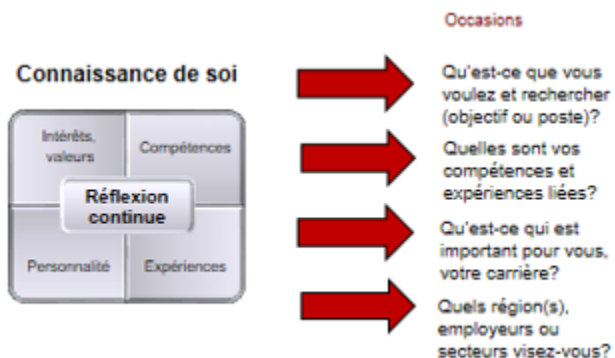 Occasions
Connaissance de soi
Intérêts,
valeurs
Compétences
Réflexion
continue
Personnalité
Expériences
Qu'est-ce que vous
voulez et rechercher
(objectif ou poste)?
Quelles sont vos
compétences et
expériences liées?
Qu'est-ce qui est
important pour vous,
votre carrière?
Quels région(s),
employeurs ou
secteurs visez-vous?